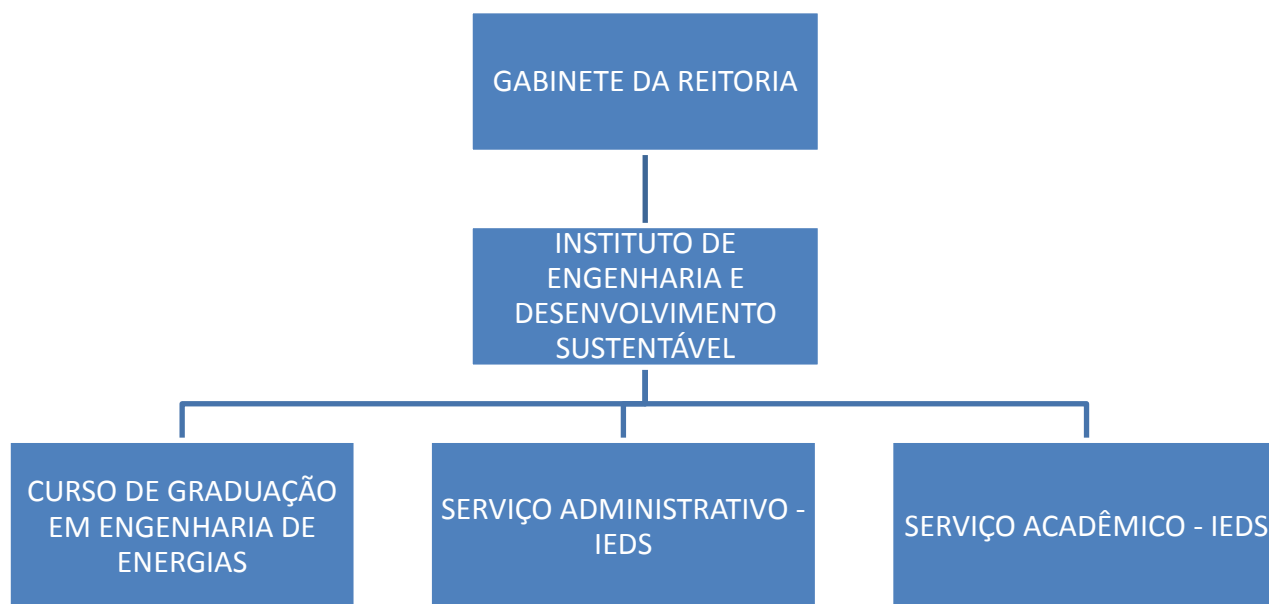 GABINETE DA REITORIA
INSTITUTO DE
ENGENHARIA E
DESENVOLVIMENTO
SUSTENTÁVEL
CURSO DE GRADUAÇÃO
EM ENGENHARIA DE
ENERGIAS
SERVIÇO ADMINISTRATIVO -
IEDS
SERVIÇO ACADÊMICO - IEDS